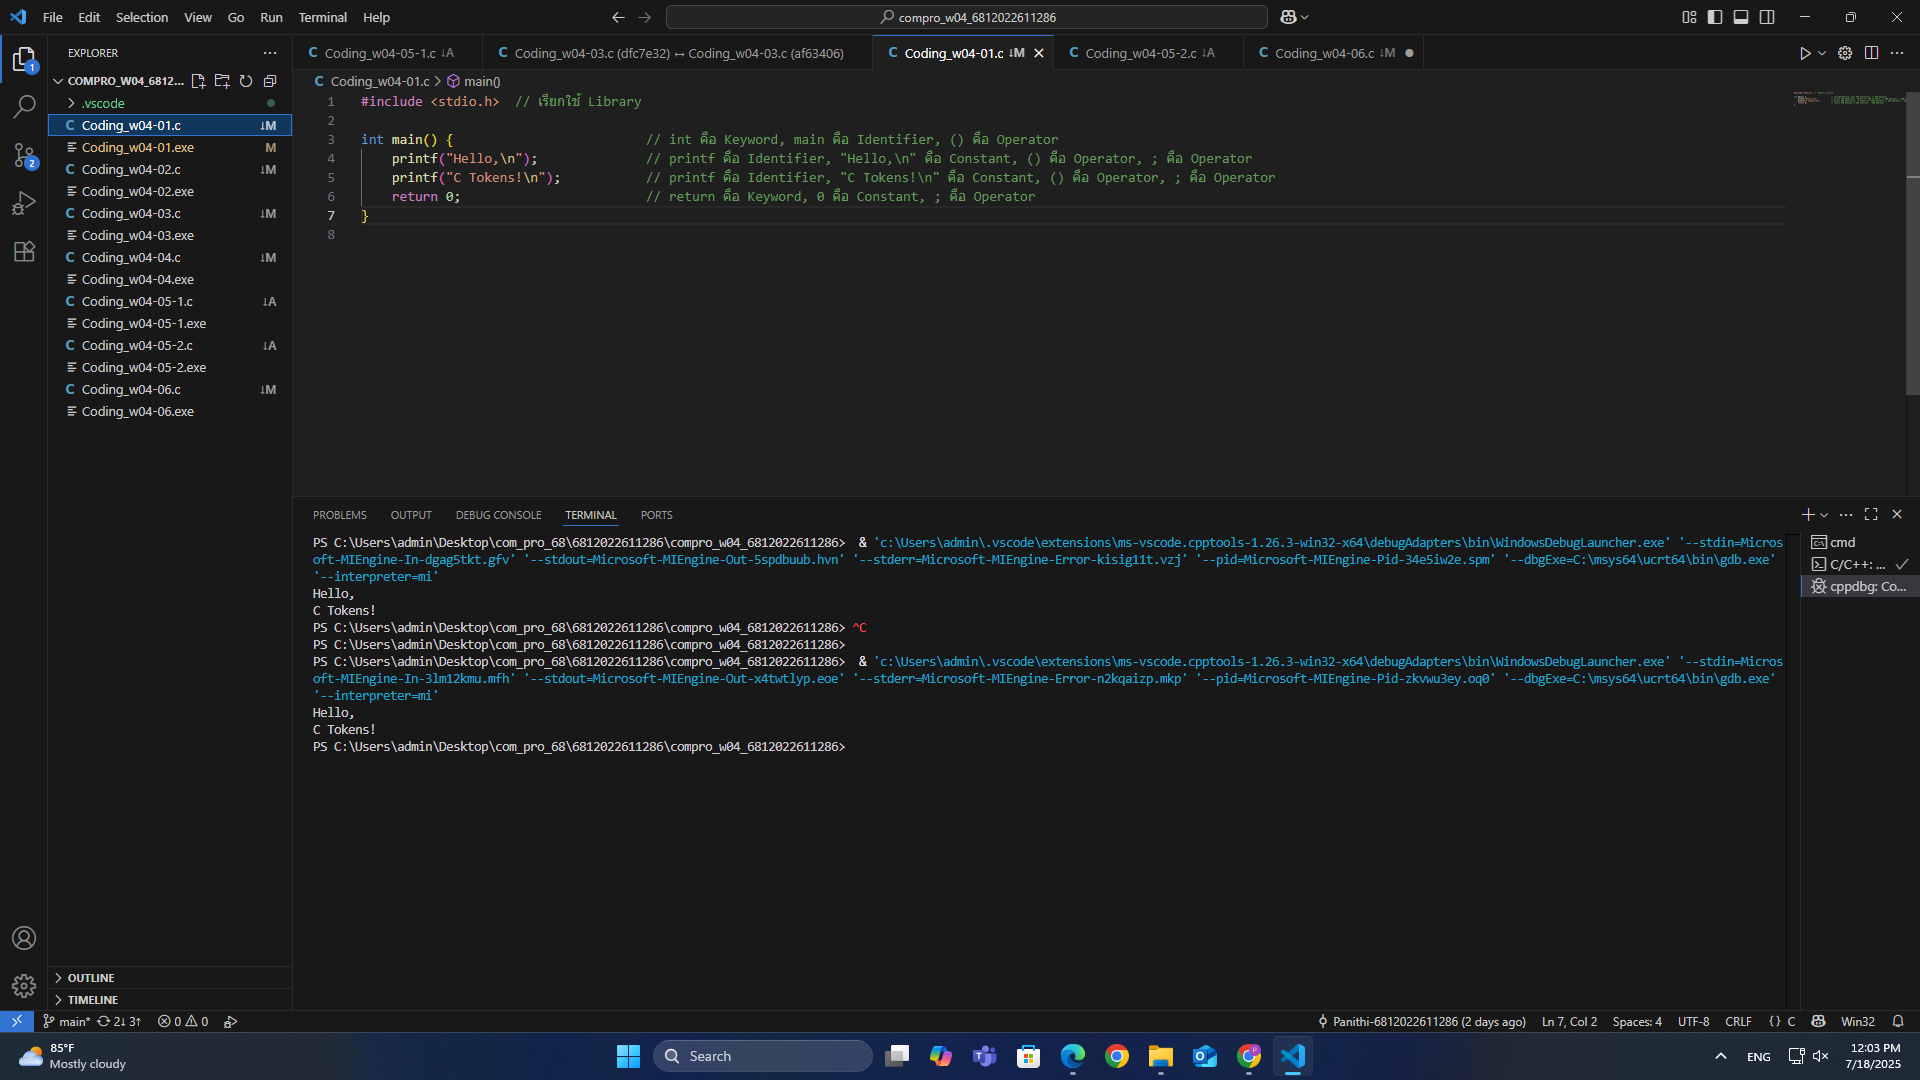 File Edit Selection View Go Run Terminal Help
compro_w04_6812022611286
EXPLORER
COMPRO_W04_6812...
.vscode
Coding_w04-01.c ↓M
Coding_w04-01.exe M
Coding_w04-02.c ↓M
Coding_w04-02.exe
Coding_w04-03.c ↓M
Coding_w04-03.exe
Coding_w04-04.c ↓M
Coding_w04-04.exe
Coding_w04-05-1.c ↓A
Coding_w04-05-1.exe
Coding_w04-05-2.c ↓A
Coding_w04-05-2.exe
Coding_w04-06.c ↓M
Coding_w04-06.exe
OUTLINE
TIMELINE
1
2
Coding_w04-05-1.c ↓A Coding_w04-03.c (dfc7e32) ↔ Coding_w04-03.c (af63406) Coding_w04-01.c ↓M Coding_w04-05-2.c ↓A Coding_w04-06.c ↓M
Coding_w04-01.c > main()
1 #include <stdio.h> // เรียกใช้ Library
2
3 int main() { // int คือ Keyword, main คือ Identifier, () คือ Operator
4 printf("Hello,\n"); // printf คือ Identifier, "Hello,\n" คือ Constant, () คือ Operator, ; คือ Operator
5 printf("C Tokens!\n"); // printf คือ Identifier, "C Tokens!\n" คือ Constant, () คือ Operator, ; คือ Operator
6 return 0; // return คือ Keyword, 0 คือ Constant, ; คือ Operator
7 }
8
PROBLEMS OUTPUT DEBUG CONSOLE TERMINAL PORTS
PS C:\Users\admin\Desktop\com_pro_68\6812022611286\compro_w04_6812022611286> & 'c:\Users\admin\.vscode\extensions\ms-vscode.cpptools-1.26.3-win32-x64\debugAdapters\bin\WindowsDebugLauncher.exe' '--stdin=Micros
oft-MIEngine-In-dgag5tkt.gfv' '--stdout=Microsoft-MIEngine-Out-5spdbuub.hvn' '--stderr=Microsoft-MIEngine-Error-kisig11t.vzj' '--pid=Microsoft-MIEngine-Pid-34e5iw2e.spm' '--dbgExe=C:\msys64\ucrt64\bin\gdb.exe'
'--interpreter=mi'
Hello,
C Tokens!
PS C:\Users\admin\Desktop\com_pro_68\6812022611286\compro_w04_6812022611286> ^C
PS C:\Users\admin\Desktop\com_pro_68\6812022611286\compro_w04_6812022611286>
PS C:\Users\admin\Desktop\com_pro_68\6812022611286\compro_w04_6812022611286> & 'c:\Users\admin\.vscode\extensions\ms-vscode.cpptools-1.26.3-win32-x64\debugAdapters\bin\WindowsDebugLauncher.exe' '--stdin=Micros
oft-MIEngine-In-3lm12kmu.mfh' '--stdout=Microsoft-MIEngine-Out-x4twtlyp.eoe' '--stderr=Microsoft-MIEngine-Error-n2kqaizp.mkp' '--pid=Microsoft-MIEngine-Pid-zkvwu3ey.oq0' '--dbgExe=C:\msys64\ucrt64\bin\gdb.exe'
'--interpreter=mi'
Hello,
C Tokens!
PS C:\Users\admin\Desktop\com_pro_68\6812022611286\compro_w04_6812022611286>
cmd
C/C++: ...
cppdbg: Co...
main* 2↓ 3↑ 0 0
Panithi-6812022611286 (2 days ago) Ln 7, Col 2 Spaces: 4 UTF-8 CRLF {} C Win32
85°F
Mostly cloudy
Search
ENG
12:03 PM
7/18/2025